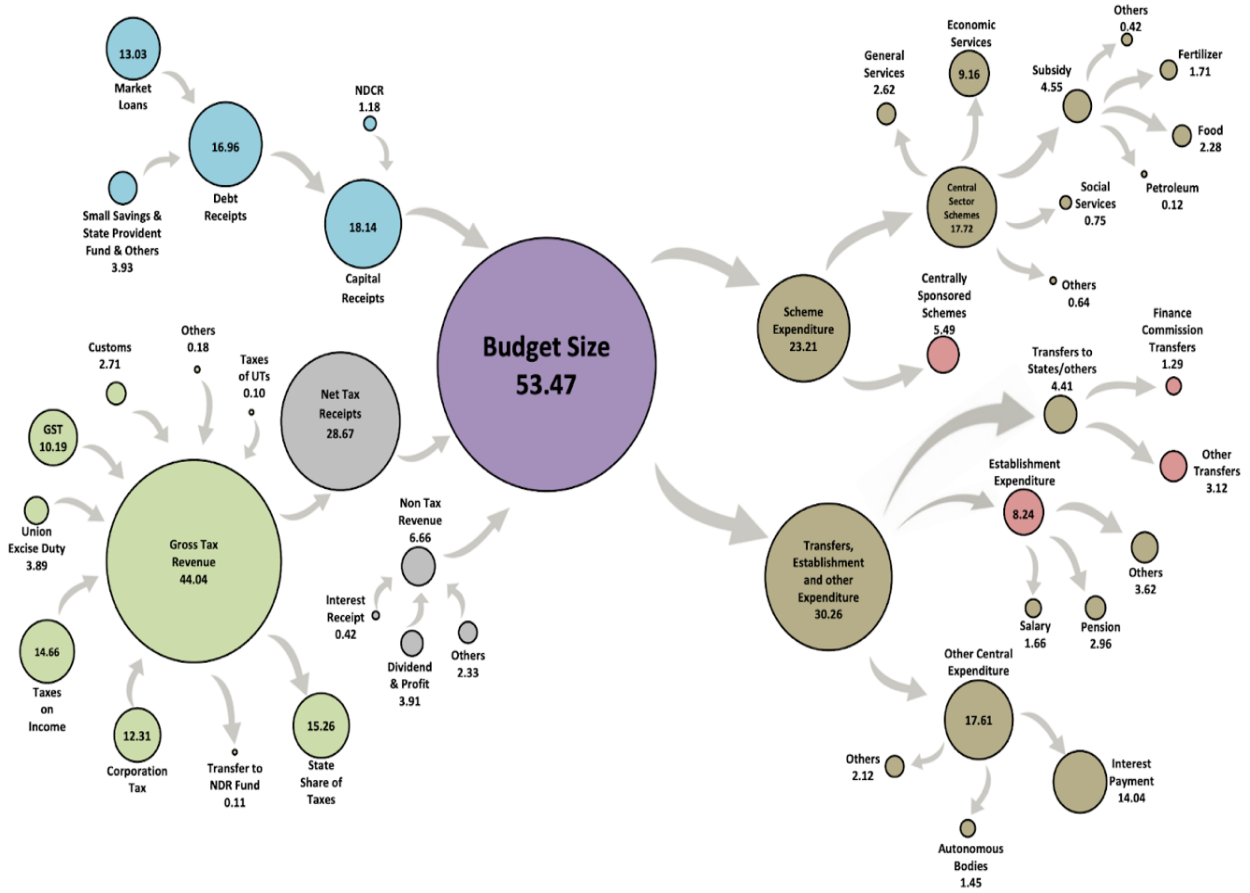 13.03
Market
Loans
NDCR
1.18
16.96
Debt
Receipts
Small Savings &
State Provident
Fund & Others
3.93
18.14
Capital
Receipts
Others
0.18
Customs
2.71
Taxes
of UTs
0.10
GST
10.19
Union
Excise Duty
3.89
Gross Tax
Revenue
44.04
14.66
Taxes
on
Income
12.31
Corporation
Tax
Transfer to
NDR Fund
0.11
15.26
State
Share of
Taxes
Net Tax
Receipts
28.67
Non Tax
Revenue
6.66
Interest
Receipt
0.42
Dividend
& Profit
3.91
Others
2.33
Budget Size
53.47
Scheme
Expenditure
23.21
General
Services
2.62
Economic
Services
9.16
Subsidy
4.55
Others
0.42
Fertilizer
1.71
Food
2.28
Petroleum
0.12
Central
Sector
Schemes
17.72
Social
Services
0.75
Others
0.64
Centrally
Sponsored
Schemes
5.49
Transfers,
Establishment
and other
Expenditure
30.26
Transfers to
States/others
4.41
Finance
Commission
Transfers
1.29
Other
Transfers
3.12
Establishment
Expenditure
8.24
Others
3.62
Salary
1.66
Pension
2.96
Other Central
Expenditure
17.61
Others
2.12
Autonomous
Bodies
1.45
Interest
Payment
14.04